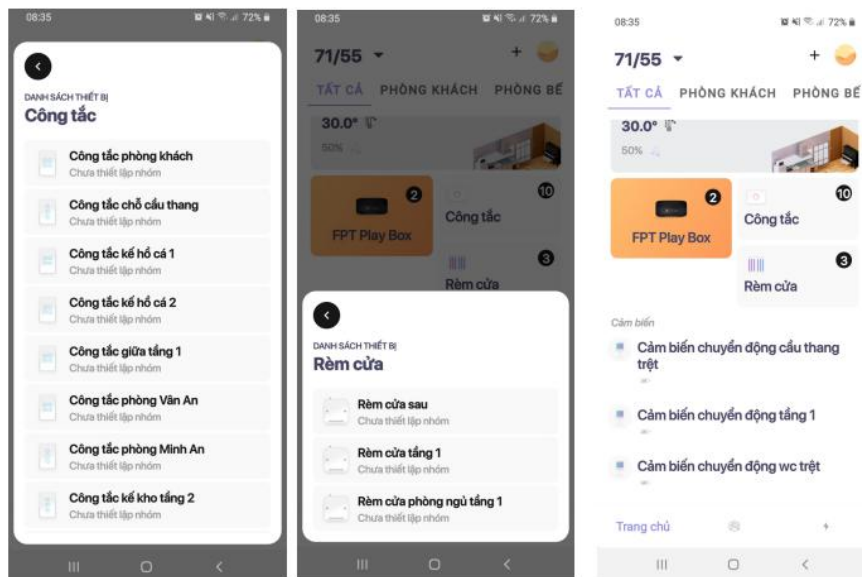 08:35
72%
DANH SÁCH THIẾT BỊ
Công tắc
Công tắc phòng khách
Chưa thiết lập nhóm
Công tắc chỗ cầu thang
Chưa thiết lập nhóm
Công tắc kế hồ cá 1
Chưa thiết lập nhóm
Công tắc kế hồ cá 2
Chưa thiết lập nhóm
Công tắc giữa tầng 1
Chưa thiết lập nhóm
Công tắc phòng Vân An
Chưa thiết lập nhóm
Công tắc phòng Minh An
Chưa thiết lập nhóm
Công tắc kế kho tầng 2
Chưa thiết lập nhóm
08:35
72%
71/55
+
TẤT CẢ PHÒNG KHÁCH PHÒNG BẾ
30.0°
50%
2
10
Công tắc
FPT Play Box
3
Rèm cửa
DANH SÁCH THIẾT BỊ
Rèm cửa
Rèm cửa sau
Chưa thiết lập nhóm
Rèm cửa tầng 1
Chưa thiết lập nhóm
Rèm cửa phòng ngủ tầng 1
Chưa thiết lập nhóm
08:35
72%
71/55
+
TẤT CẢ PHÒNG KHÁCH PHÒNG BẾ
30.0°
50%
2
10
Công tắc
FPT Play Box
3
Rèm cửa
Cảm biến
Cảm biến chuyển động cầu thang
trệt
Cảm biến chuyển động tầng 1
Cảm biến chuyển động wc trệt
Trang chủ